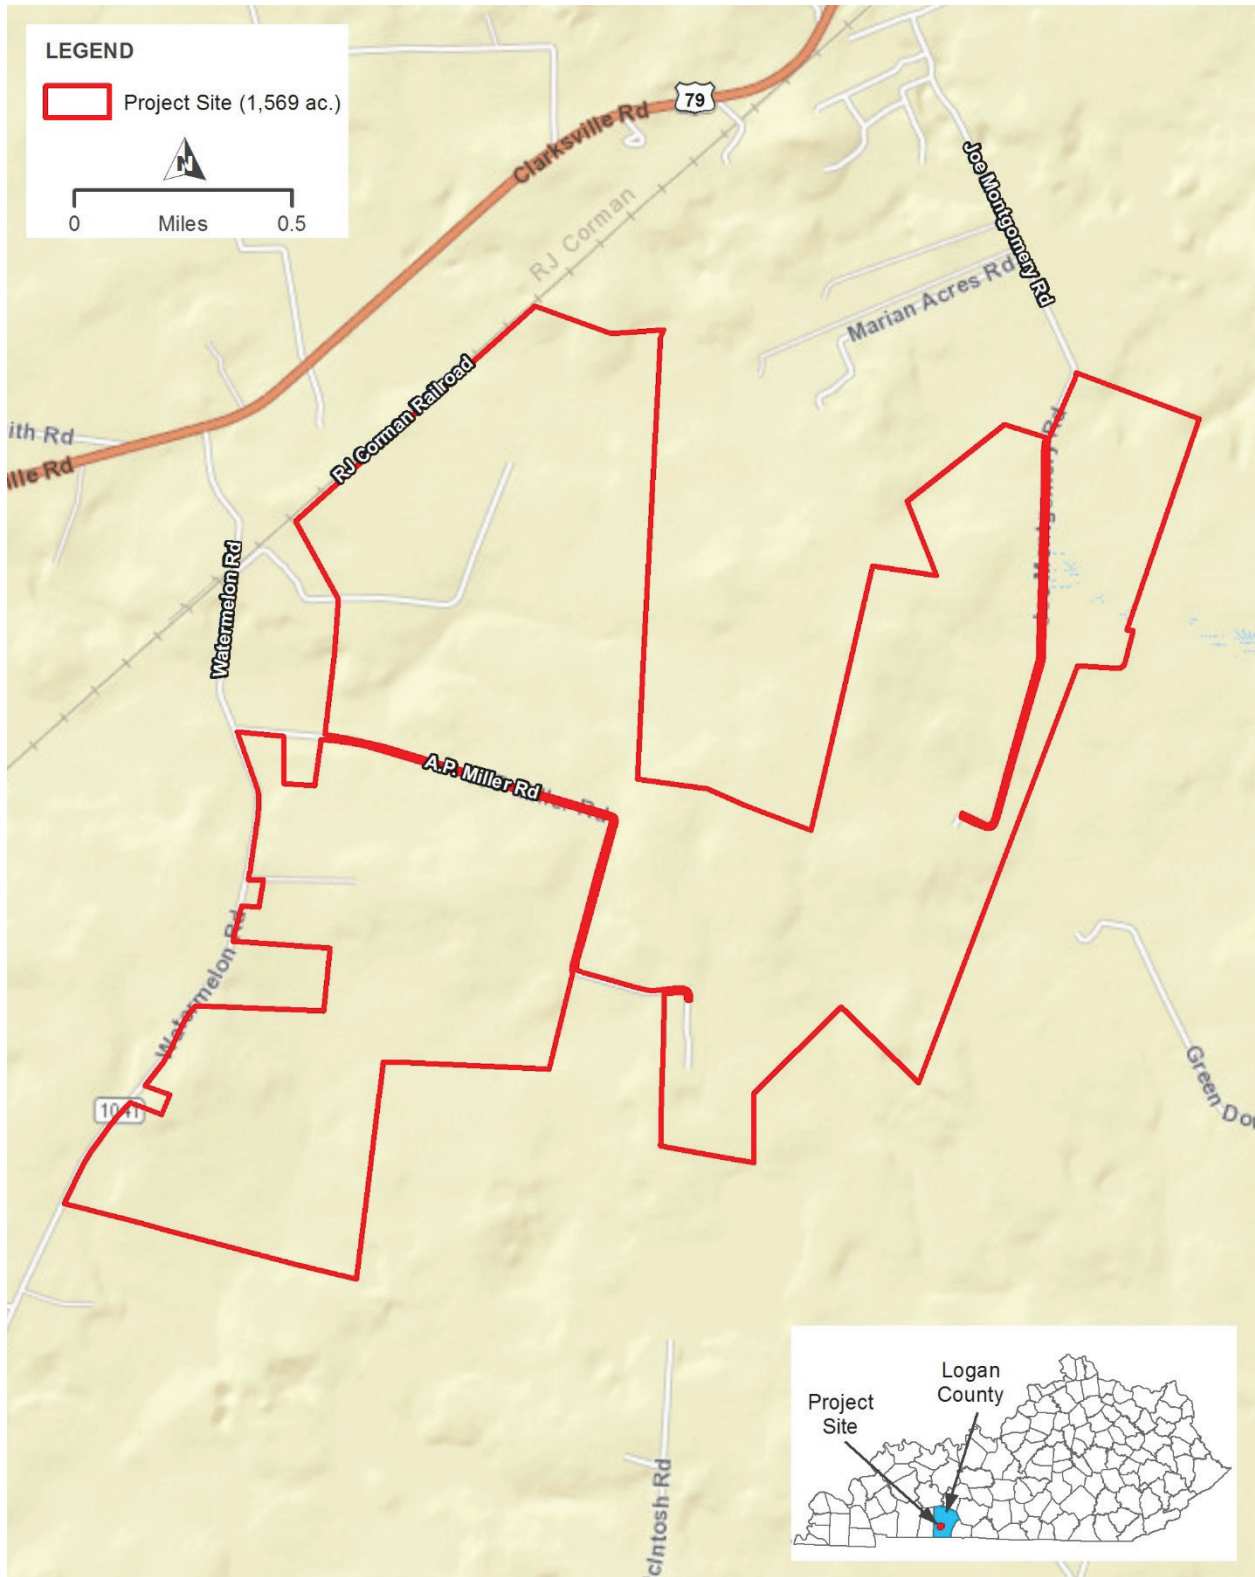 LEGEND
Project Site (1,569 ac.)
N
0 Miles 0.5
79
Clarksville Rd
RJ Corman
Joe Montgomery Rd
Marian Acres Rd
RJ Corman Railroad
ith Rd
lle Rd
Watermelon Rd
A.P. Miller Rd
Watermelon Rd
1041
Green Do
Logan
County
Project
Site
cIntosh Rd